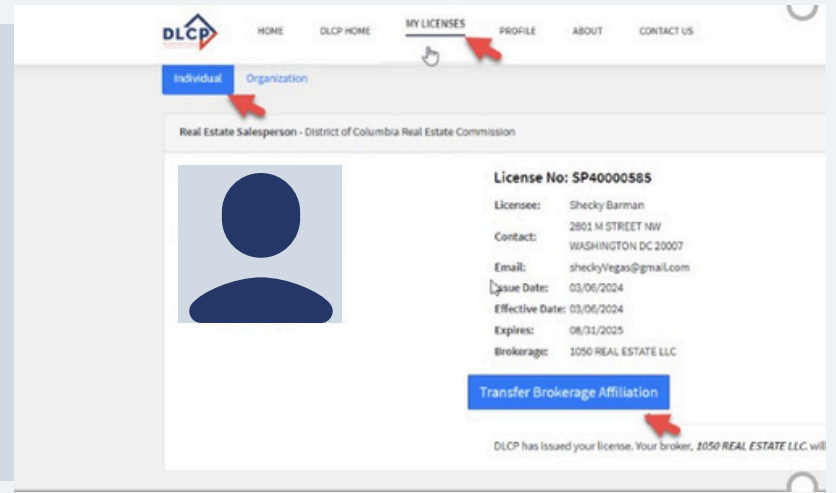 DLCP HOME DLCP HOME MY LICENSES PROFILE ABOUT CONTACT US
Individual Organization
Real Estate Salesperson - District of Columbia Real Estate Commission
License No: SP40000585
Licensee: Shecky Barman
Contact: 2801 M STREET NW
WASHINGTON DC 20007
Email: sheckyVegas@gmail.com
Issue Date: 03/06/2024
Effective Date: 03/06/2024
Expires: 08/31/2025
Brokerage: 1050 REAL ESTATE LLC
Transfer Brokerage Affiliation
DLCP has issued your license. Your broker, 1050 REAL ESTATE LLC. will